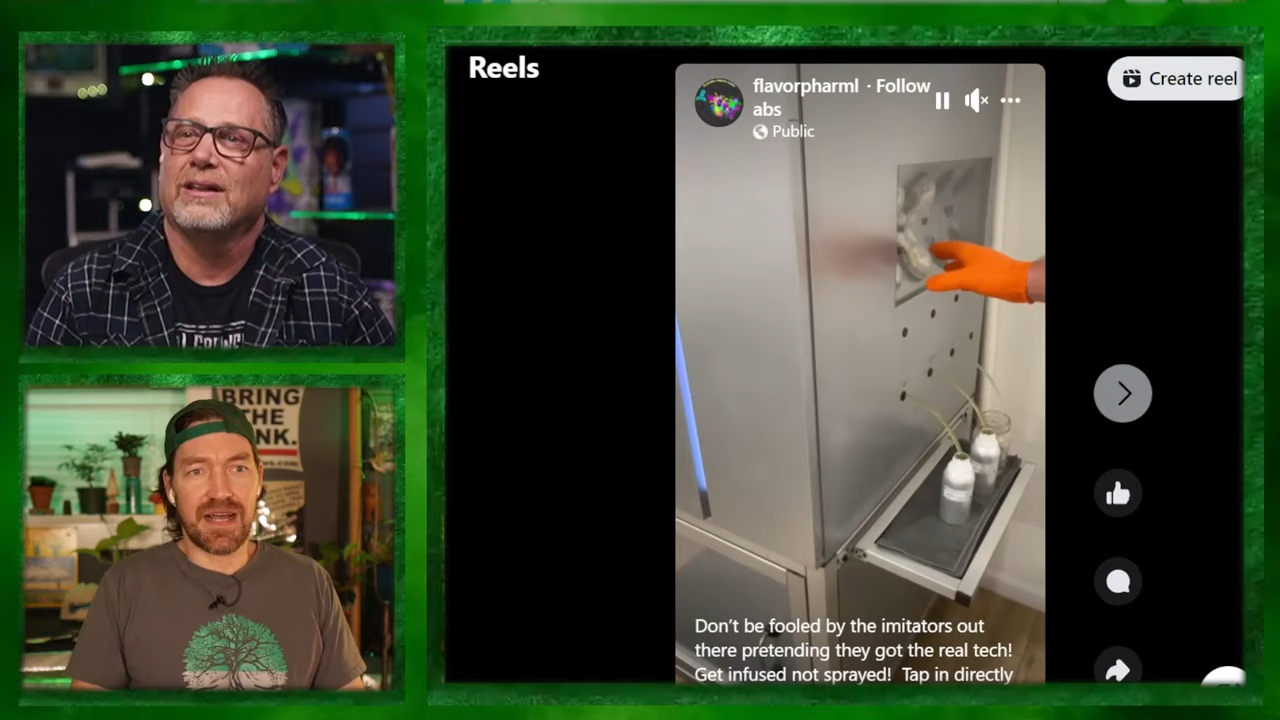 Reels
Create reel
flavorpharml · Follow
abs
Public
BRING
THE
NK.
Don't be fooled by the imitators out
there pretending they got the real tech!
Get infused not sprayed! Tap in directly